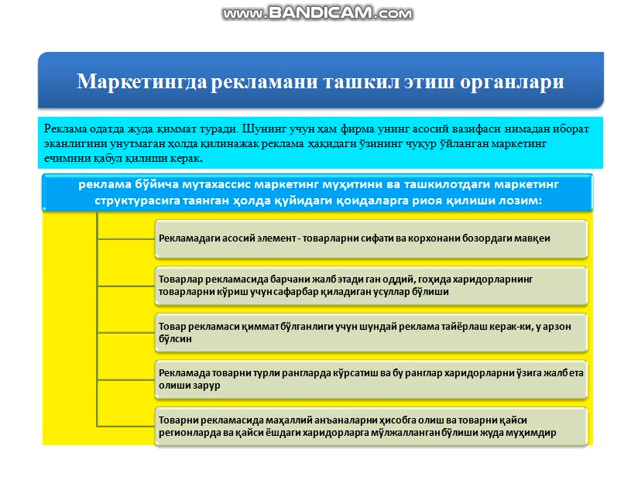 www.BANDICAM.com
Маркетингда рекламани ташкил этиш органлари
Реклама одатда жуда қиммат туради. Шунинг учун ҳам фирма унинг асосий вазифаси нимадан иборат
эканлигини унутмаган ҳолда қилинажак реклама ҳақидаги ўзининг чуқур ўйланган маркетинг
ечимини қабул қилиши керак.
реклама бўйича мутахассис маркетинг муҳитини ва ташкилотдаги маркетинг
структурасига таянган ҳолда қуйидаги қоидаларга риоя қилиши лозим:
Рекламадаги асосий элемент - товарларни сифати ва корхонани бозордаги мавқеи
Товарлар рекламасида барчани жалб этади ган оддий, гоҳида харидорларнинг
товарларни кўриш учун сафарбар қиладиган усуллар бўлиши
Товар рекламаси қиммат бўлганлиги учун шундай реклама тайёрлаш керак-ки, у арзон
бўлсин
Рекламада товарни турли рангларда кўрсатиш ва бу ранглар харидорларни ўзига жалб ета
олиши зарур
Товарни рекламасида маҳаллий анъаналарни ҳисобга олиш ва товарни қайси
регионларда ва қайси ёшдаги харидорларга мўлжалланган бўлиши жуда муҳимдир